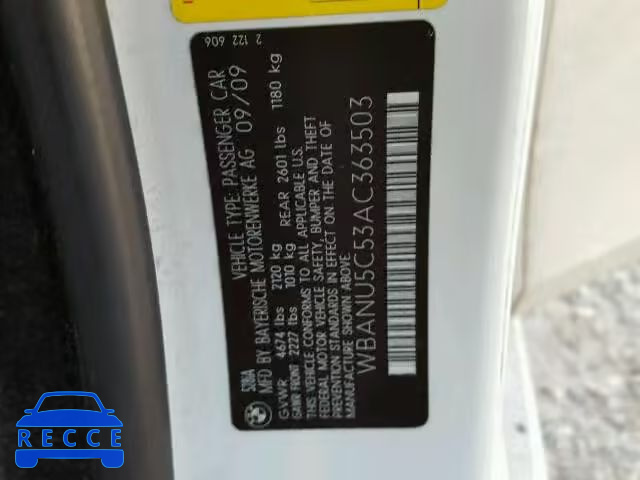 528iA VEHICLE TYPE: PASSENGER CAR
MFD BY BAYERISCHE MOTORENWERKE AG 09/09
GVWR 4674 lbs 2120 kg
GAWR FRONT 2227 lbs 1010 kg REAR 2601 lbs 1180 kg
THIS VEHICLE CONFORMS TO ALL APPLICABLE U.S.
FEDERAL MOTOR VEHICLE SAFETY, BUMPER AND THEFT
PREVENTION STANDARDS IN EFFECT ON THE DATE OF
MANUFACTURE SHOWN ABOVE.
WBANU5C53AC363503
2 122 606
RECCE